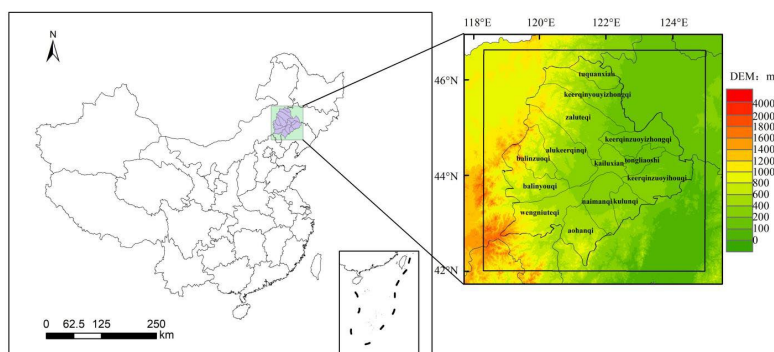 N
0 62.5 125 250
km
118°E 120°E 122°E 124°E
46°N
44°N
42°N
tuquanxian
keerqinyouyizhongqi
zaluteqi
keerqinzuoyizhongqi
alukeerqinqi
balinzuoqi
kailuxian
tongliaoshi
keerqinzuoyihouqi
balinyouqi
naimanqi
kulunqi
wengniuteqi
aohanqi
DEM: m
4000
2000
1800
1600
1400
1200
1000
800
600
400
200
100
0